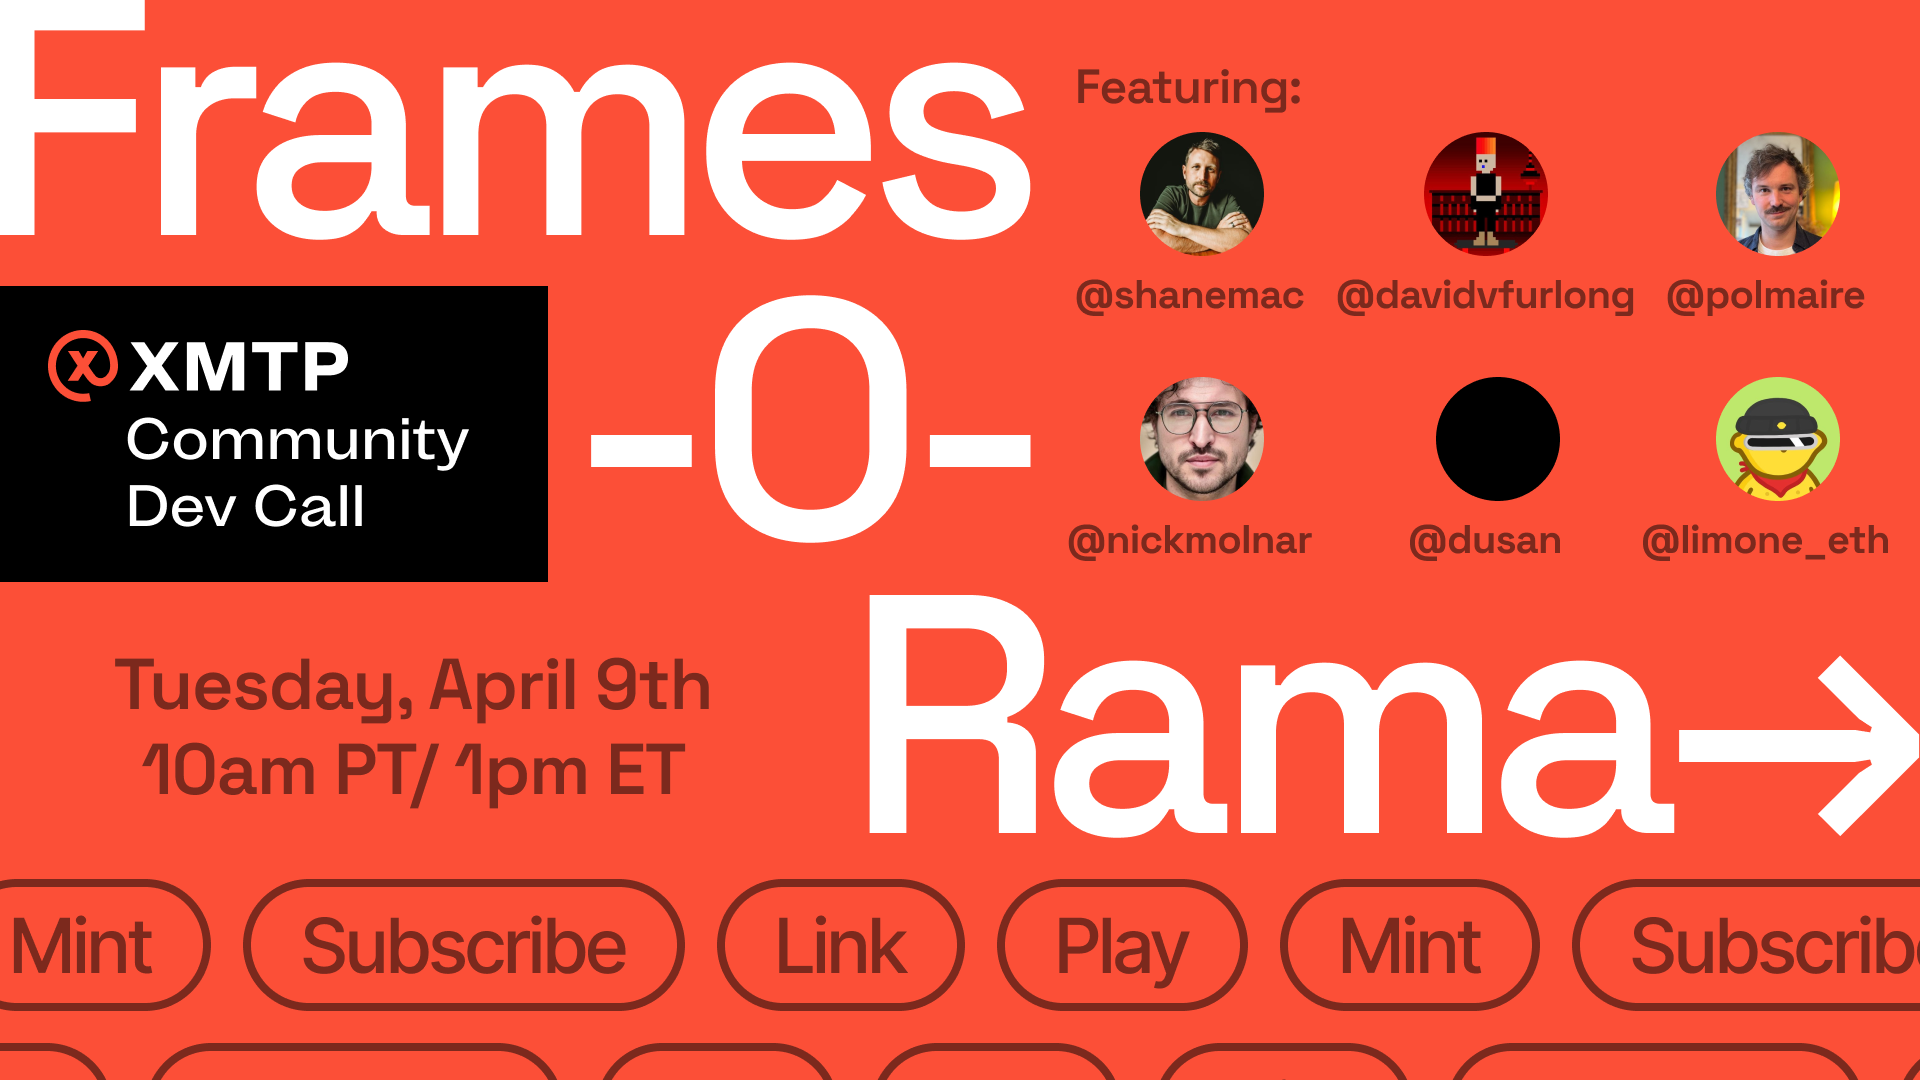 Frames
-O-
Rama→
XMTP
Community
Dev Call
Featuring:
@shanemac @davidvfurlong @polmaire
@nickmolnar @dusan @limone_eth
Tuesday, April 9th
10am PT/ 1pm ET
Mint Subscribe Link Play Mint Subscribe